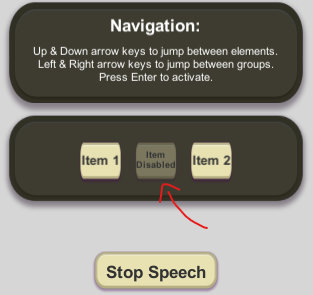 Navigation:
Up & Down arrow keys to jump between elements.
Left & Right arrow keys to jump between groups.
Press Enter to activate.
Item 1
Item
Disabled
Item 2
Stop Speech